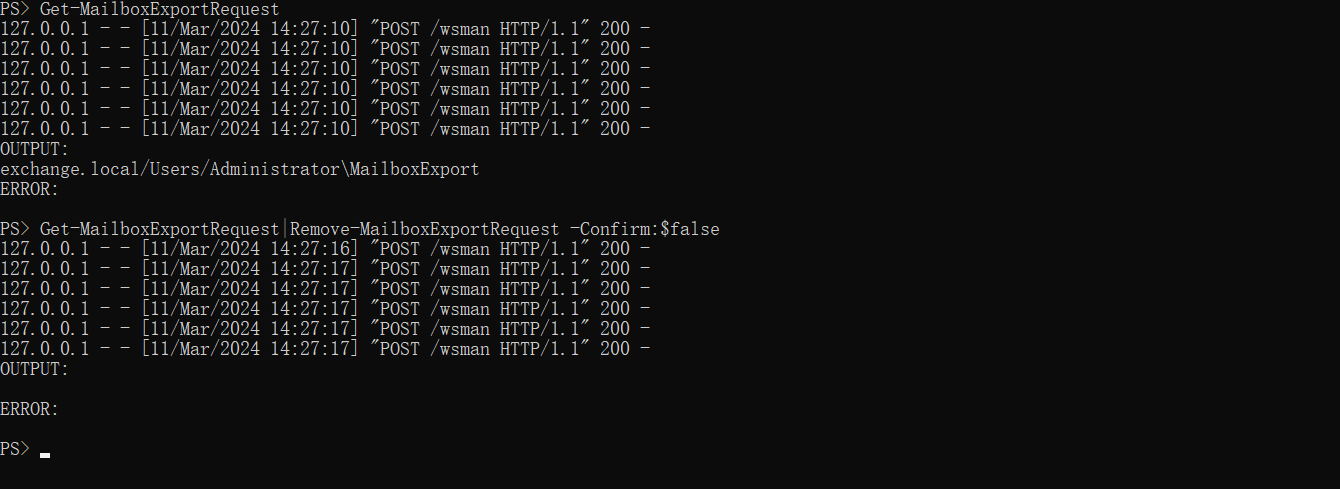 PS> Get-MailboxExportRequest
127.0.0.1 - - [11/Mar/2024 14:27:10] "POST /wsman HTTP/1.1" 200 -
127.0.0.1 - - [11/Mar/2024 14:27:10] "POST /wsman HTTP/1.1" 200 -
127.0.0.1 - - [11/Mar/2024 14:27:10] "POST /wsman HTTP/1.1" 200 -
127.0.0.1 - - [11/Mar/2024 14:27:10] "POST /wsman HTTP/1.1" 200 -
127.0.0.1 - - [11/Mar/2024 14:27:10] "POST /wsman HTTP/1.1" 200 -
127.0.0.1 - - [11/Mar/2024 14:27:10] "POST /wsman HTTP/1.1" 200 -
OUTPUT:
exchange.local/Users/Administrator\MailboxExport
ERROR:
PS> Get-MailboxExportRequest|Remove-MailboxExportRequest -Confirm:$false
127.0.0.1 - - [11/Mar/2024 14:27:16] "POST /wsman HTTP/1.1" 200 -
127.0.0.1 - - [11/Mar/2024 14:27:17] "POST /wsman HTTP/1.1" 200 -
127.0.0.1 - - [11/Mar/2024 14:27:17] "POST /wsman HTTP/1.1" 200 -
127.0.0.1 - - [11/Mar/2024 14:27:17] "POST /wsman HTTP/1.1" 200 -
127.0.0.1 - - [11/Mar/2024 14:27:17] "POST /wsman HTTP/1.1" 200 -
127.0.0.1 - - [11/Mar/2024 14:27:17] "POST /wsman HTTP/1.1" 200 -
OUTPUT:
ERROR:
PS>